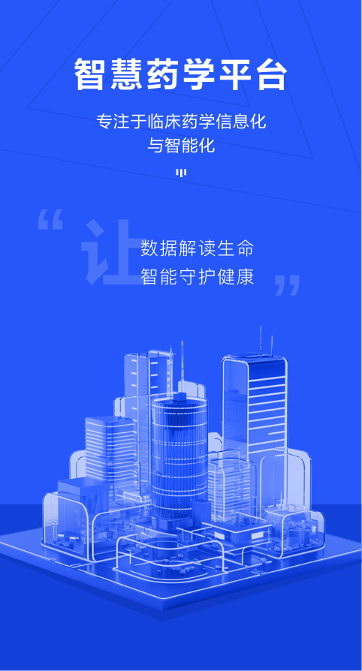 智慧药学平台
专注于临床药学信息化
与智能化
“
让
数据解读生命
智能守护健康
”